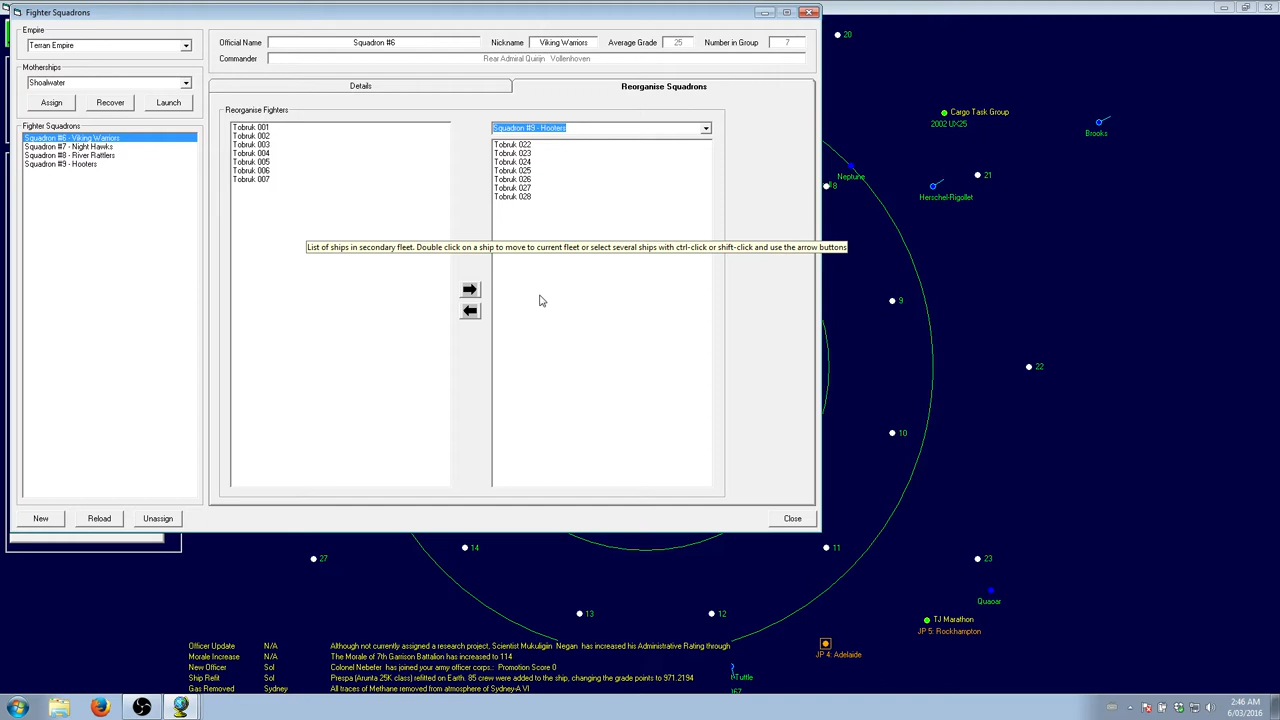 Fighter Squadrons
Empire
Terran Empire
Motherships
Shoalwater
Assign
Recover
Launch
Fighter Squadrons
Squadron #6 - Viking Warriors
Squadron #7 - Night Hawks
Squadron #8 - River Rattlers
Squadron #9 - Hooters
New
Reload
Unassign
Official Name
Squadron #6
Nickname
Viking Warriors
Average Grade
25
Number in Group
7
Commander
Rear Admiral Quirijn Vollenhoven
Details
Reorganise Squadrons
Reorganise Fighters
Tobruk 001
Tobruk 002
Tobruk 003
Tobruk 004
Tobruk 005
Tobruk 006
Tobruk 007
Squadron #9 - Hooters
Tobruk 022
Tobruk 023
Tobruk 024
Tobruk 025
Tobruk 026
Tobruk 027
Tobruk 028
List of ships in secondary fleet. Double click on a ship to move to current fleet or select several ships with ctrl-click or shift-click and use the arrow buttons
Close
20
Cargo Task Group
2002 UX25
Brooks
Neptune
21
8
Herschel-Rigollet
9
22
10
14
11
27
23
Quaoar
13
12
TJ Marathon
JP 5: Rockhampton
JP 4: Adelaide
Officer Update N/A Although not currently assigned a research project, Scientist Mukuligiin Negan has increased his Administrative Rating through
Morale Increase N/A The Morale of 7th Garrison Battalion has increased to 114
New Officer Sol Colonel Nebefer has joined your army officer corps.: Promotion Score 0
Ship Refit Sol Prespa (Arunta 25K class) refitted on Earth. 85 crew were added to the ship, changing the grade points to 971.2194
Gas Removed Sydney All traces of Methane removed from atmosphere of Sydney-A VI
2:46 AM
6/03/2016